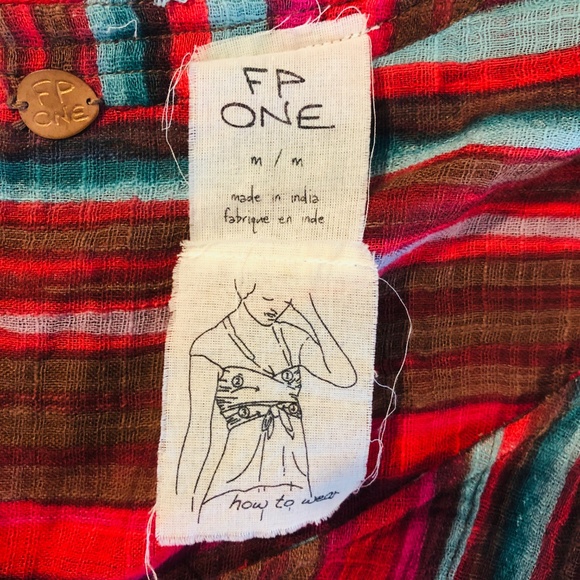 FP
ONE
FP
ONE
m / m
made in india
fabrique en inde
how to wear